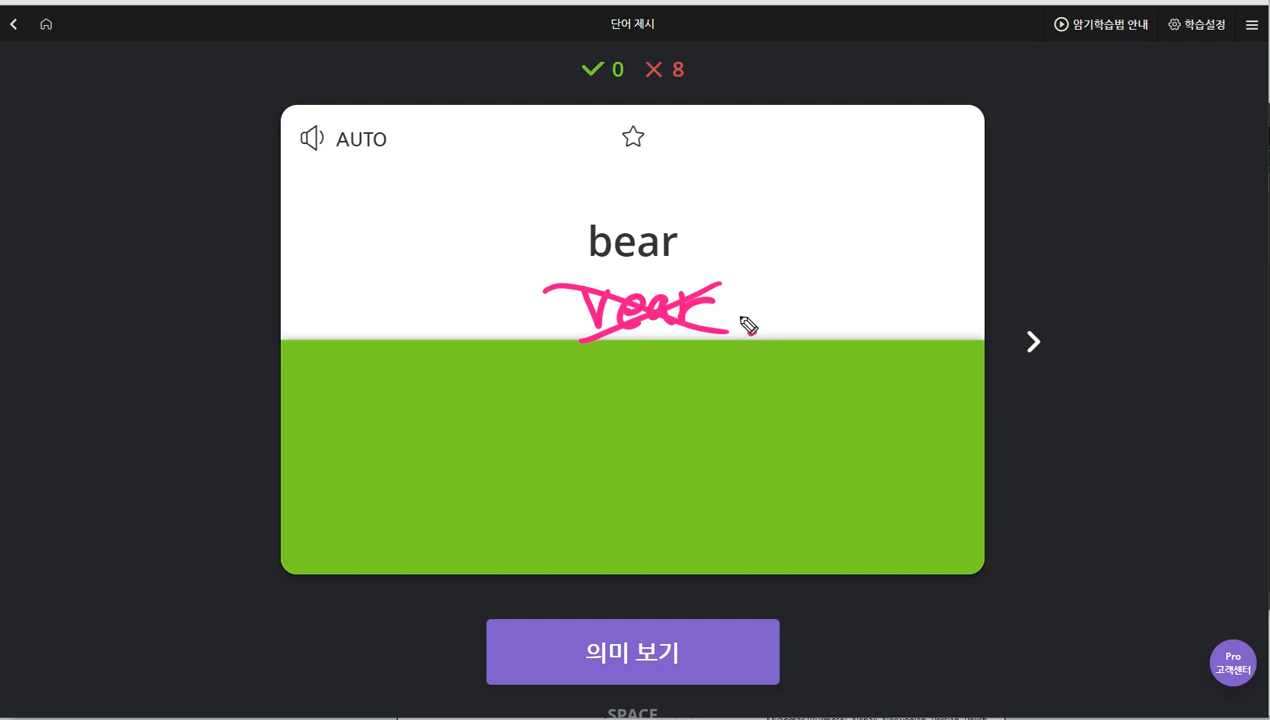 단어 제시
암기학습법 안내
학습설정
0 8
AUTO
bear
vear
의미 보기
Pro
고객센터
SPACE